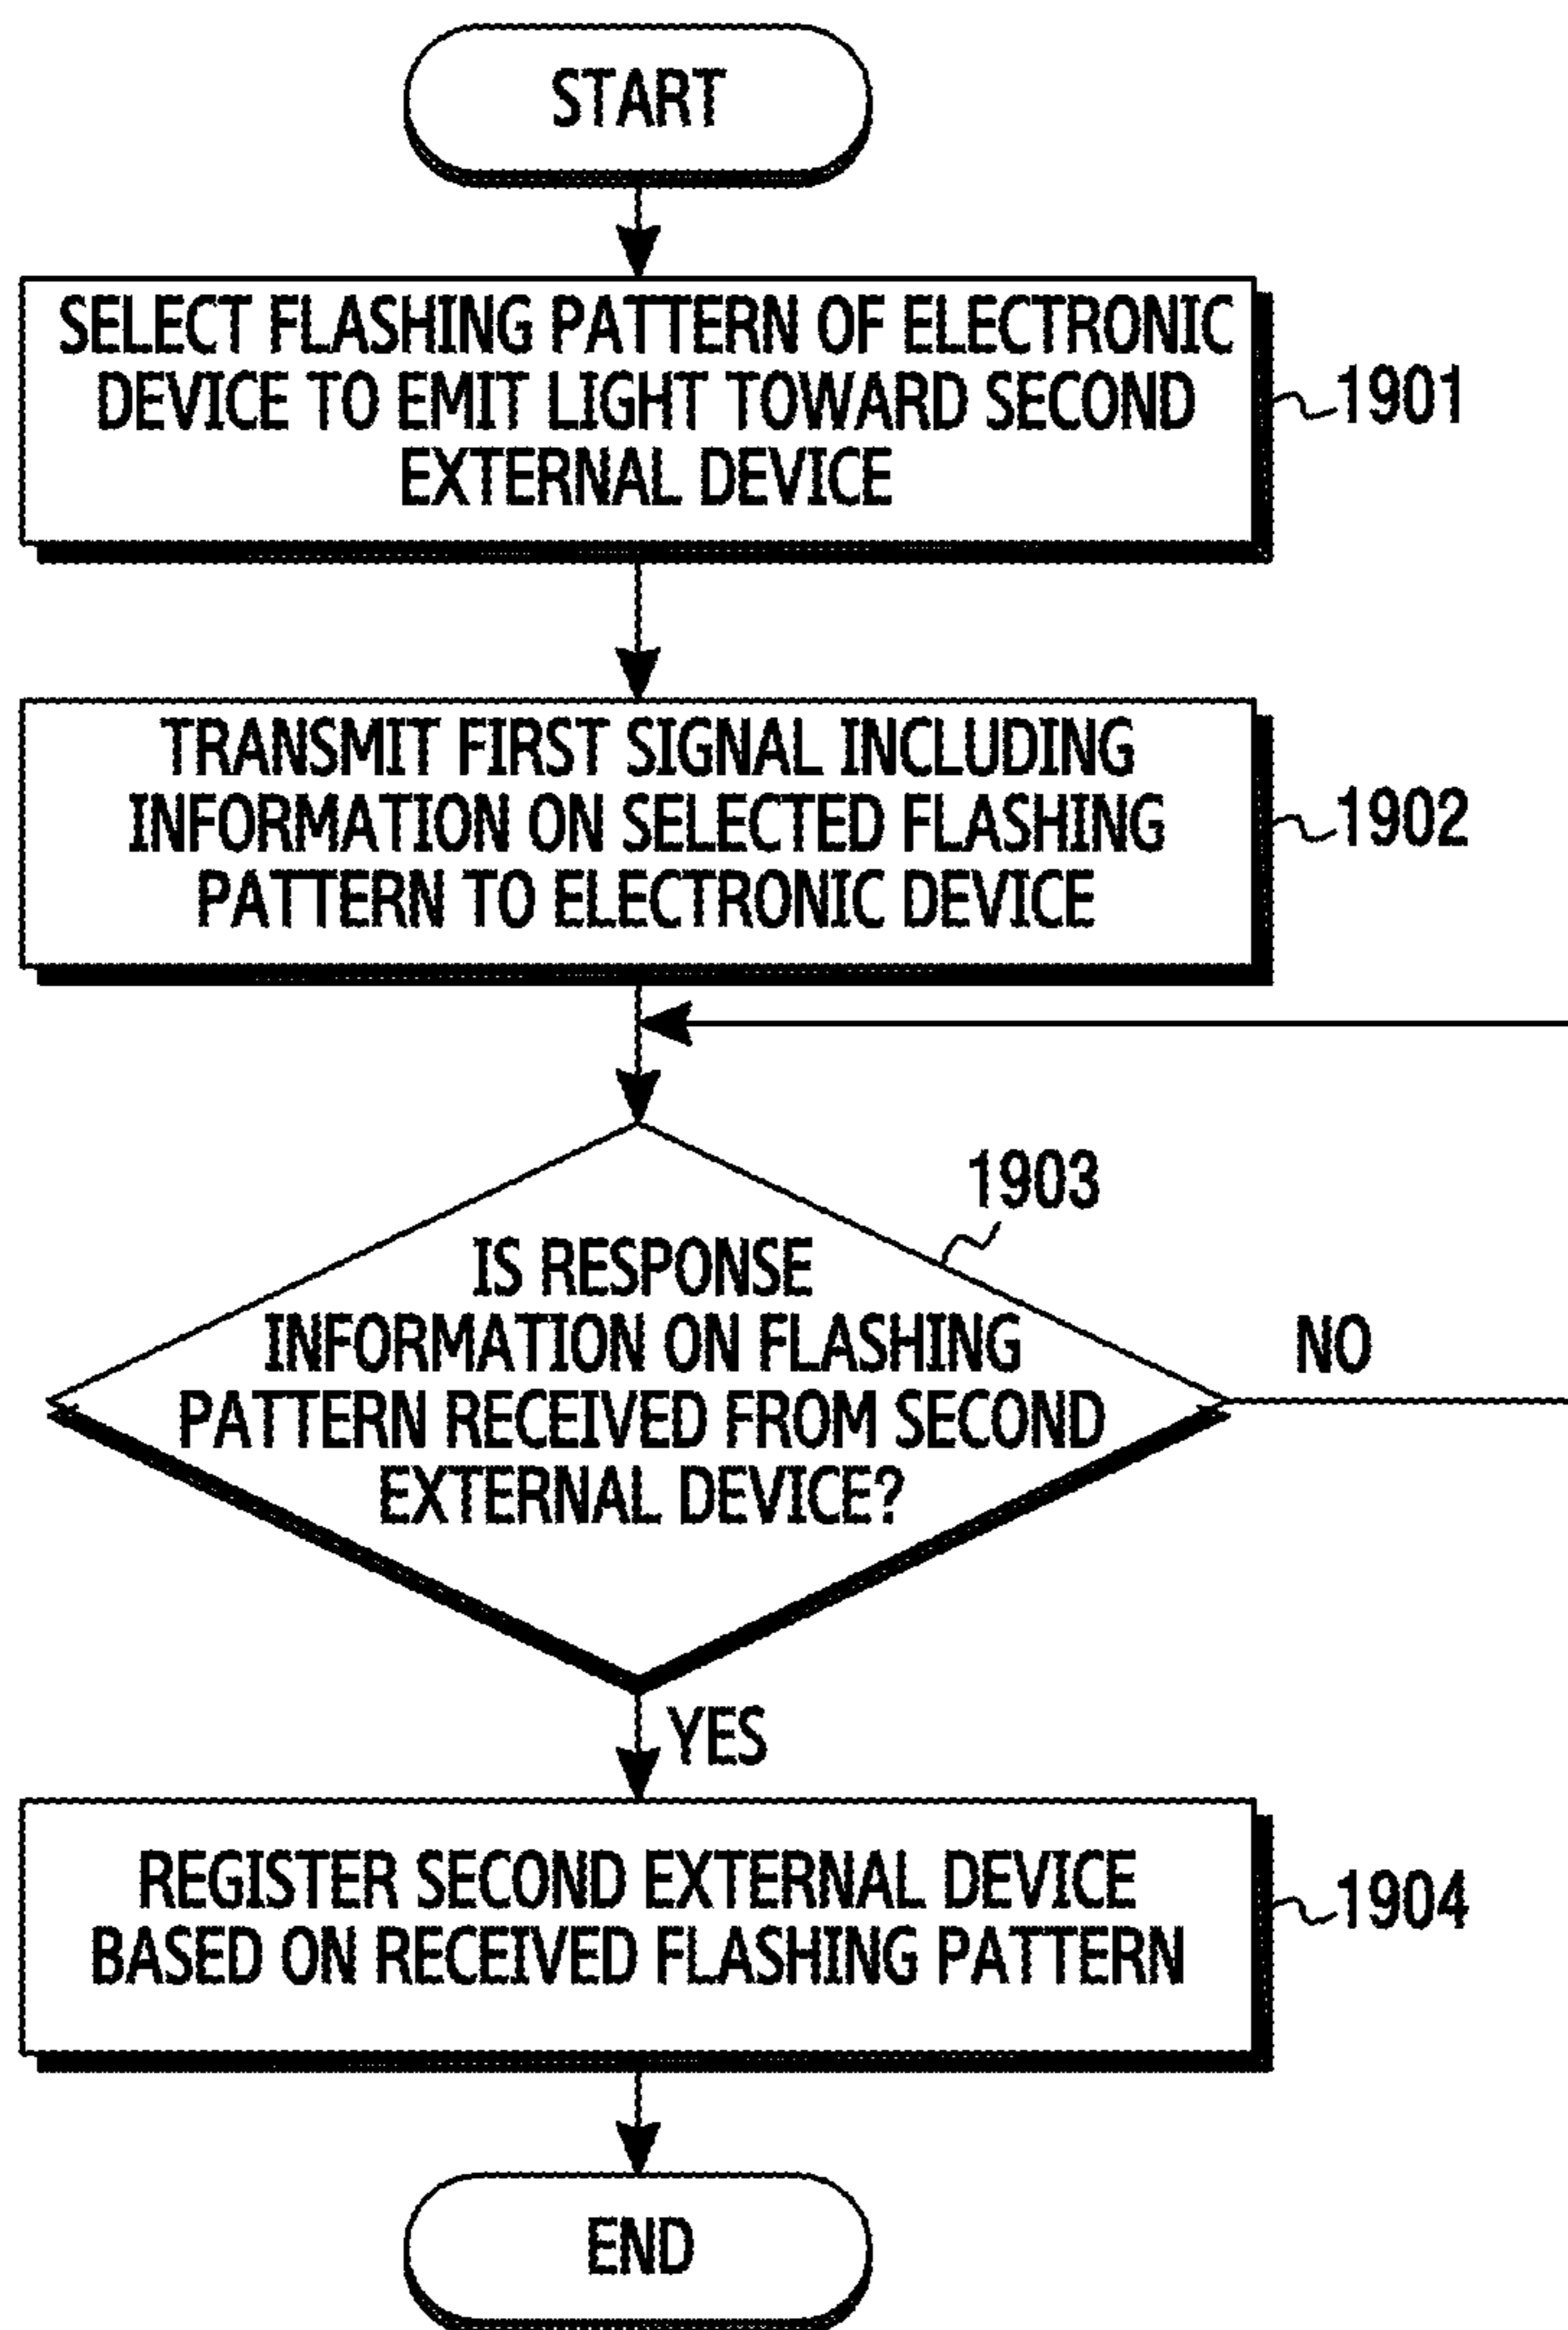 START
SELECT FLASHING PATTERN OF ELECTRONIC
DEVICE TO EMIT LIGHT TOWARD SECOND
EXTERNAL DEVICE
1901
TRANSMIT FIRST SIGNAL INCLUDING
INFORMATION ON SELECTED FLASHING
PATTERN TO ELECTRONIC DEVICE
1902
1903
IS RESPONSE
INFORMATION ON FLASHING
PATTERN RECEIVED FROM SECOND
EXTERNAL DEVICE?
NO
YES
REGISTER SECOND EXTERNAL DEVICE
BASED ON RECEIVED FLASHING PATTERN
1904
END